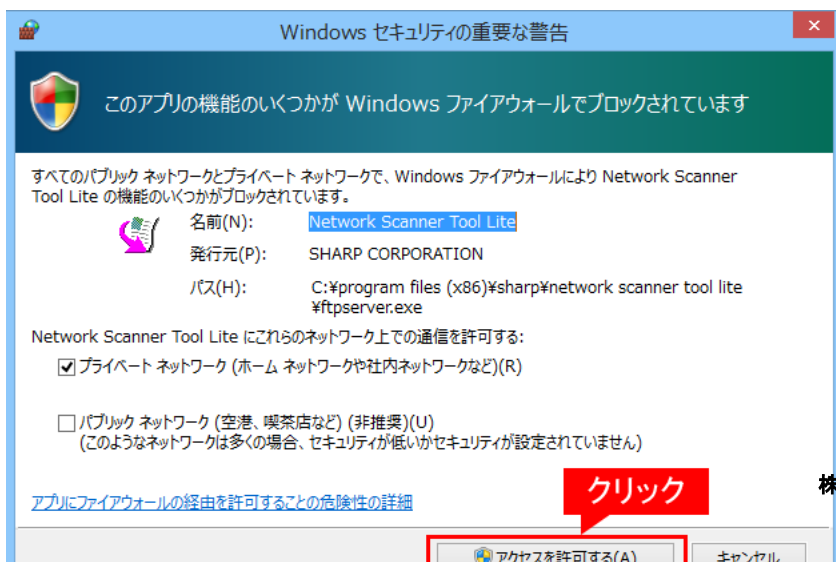 Windows セキュリティの重要な警告
このアプリの機能のいくつかが Windows ファイアウォールでブロックされています
すべてのパブリック ネットワークとプライベート ネットワークで、Windows ファイアウォールにより Network Scanner
Tool Lite の機能のいくつかがブロックされています。
名前(N): Network Scanner Tool Lite
発行元(P): SHARP CORPORATION
パス(H): C:¥program files (x86)¥sharp¥network scanner tool lite
¥ftpserver.exe
Network Scanner Tool Lite にこれらのネットワーク上での通信を許可する:
プライベート ネットワーク (ホーム ネットワークや社内ネットワークなど)(R)
パブリック ネットワーク (空港、喫茶店など) (非推奨)(U)
(このようなネットワークは多くの場合、セキュリティが低いかセキュリティが設定されていません)
株
クリック
アプリにファイアウォールの経由を許可することの危険性の詳細
アクセスを許可する(A) キャンセル